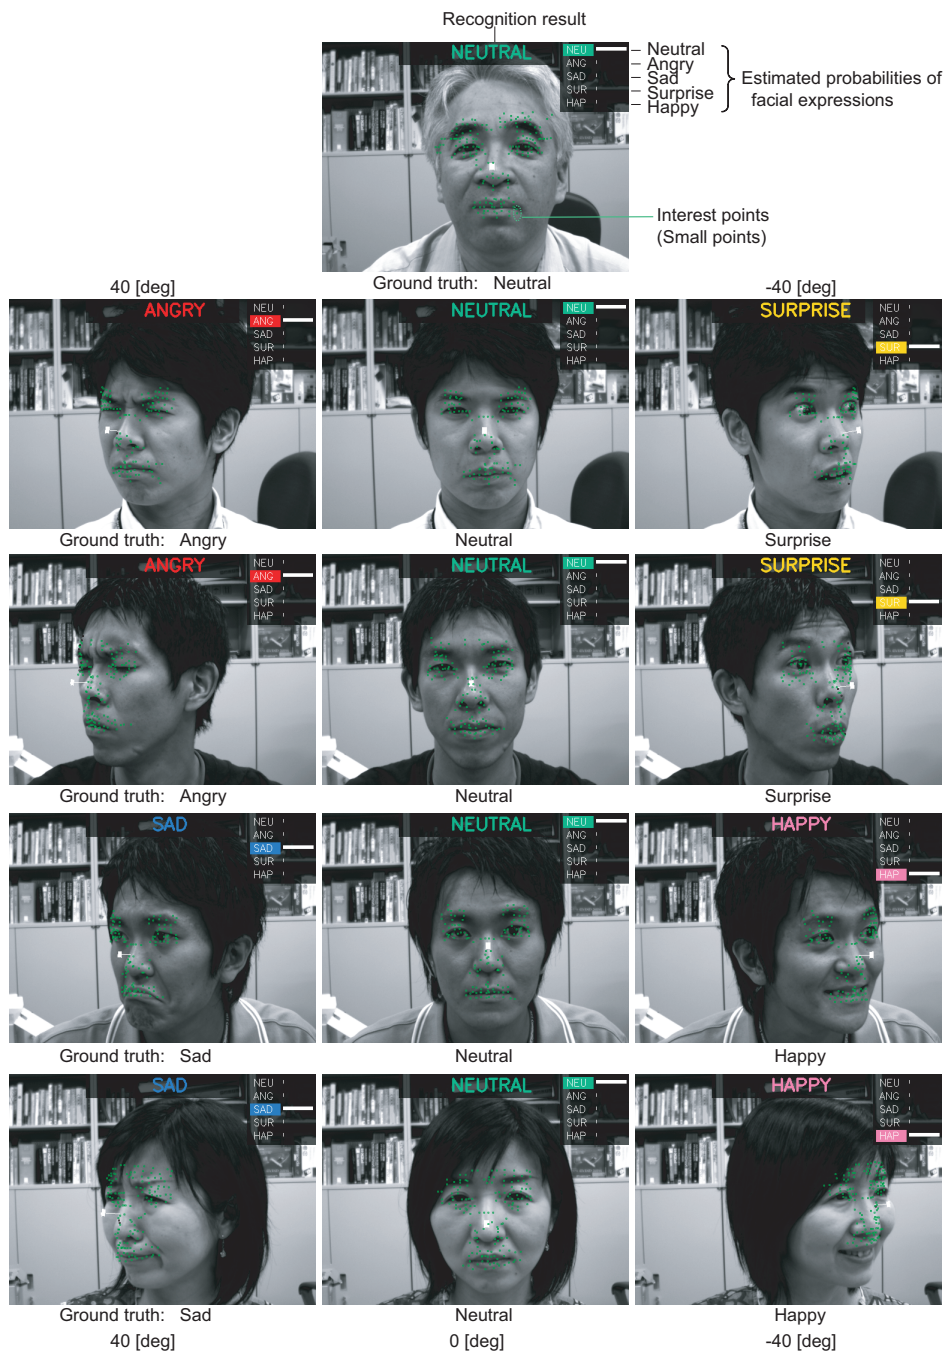 Recognition result
NEUTRAL
NEU
ANG
SAD
SUR
HAP
Neutral
Angry
Sad
Surprise
Happy
Estimated probabilities of
facial expressions
Interest points
(Small points)
Ground truth: Neutral
40 [deg]
-40 [deg]
ANGRY
NEU
ANG
SAD
SUR
HAP
NEUTRAL
NEU
ANG
SAD
SUR
HAP
SURPRISE
NEU
ANG
SAD
SUR
HAP
Ground truth: Angry
Neutral
Surprise
ANGRY
NEU
ANG
SAD
SUR
HAP
NEUTRAL
NEU
ANG
SAD
SUR
HAP
SURPRISE
NEU
ANG
SAD
SUR
HAP
Ground truth: Angry
Neutral
Surprise
SAD
NEU
ANG
SAD
SUR
HAP
NEUTRAL
NEU
ANG
SAD
SUR
HAP
HAPPY
NEU
ANG
SAD
SUR
HAP
Ground truth: Sad
Neutral
Happy
SAD
NEU
ANG
SAD
SUR
HAP
NEUTRAL
NEU
ANG
SAD
SUR
HAP
HAPPY
NEU
ANG
SAD
SUR
HAP
Ground truth: Sad
Neutral
Happy
40 [deg]
0 [deg]
-40 [deg]